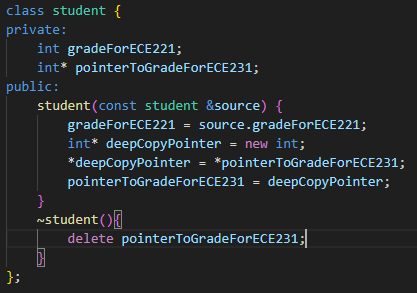 class student {
private:
    int gradeForECE221;
    int* pointerToGradeForECE231;
public:
    student(const student &source) {
        gradeForECE221 = source.gradeForECE221;
        int* deepCopyPointer = new int;
        *deepCopyPointer = *pointerToGradeForECE231;
        pointerToGradeForECE231 = deepCopyPointer;
    }
    ~student(){
        delete pointerToGradeForECE231;
    }
};